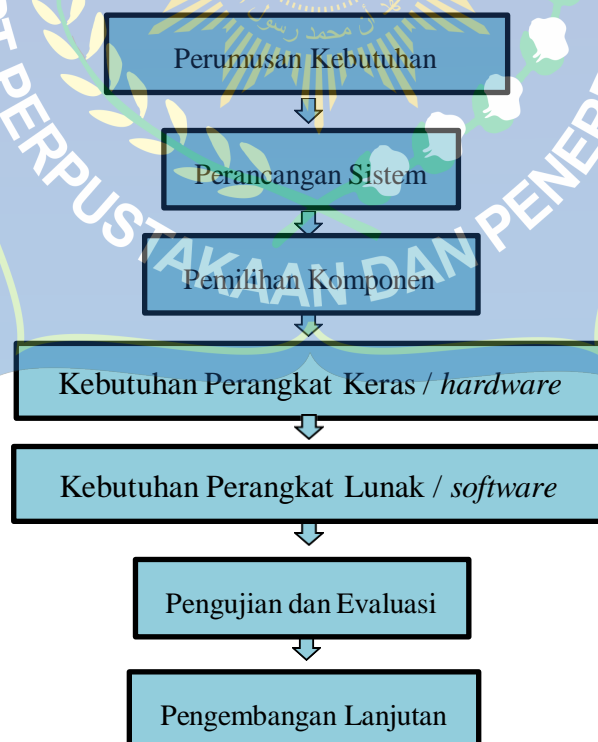 Perumusan Kebutuhan
Perancangan Sistem
Pemilihan Komponen
Kebutuhan Perangkat Keras / hardware
Kebutuhan Perangkat Lunak / software
Pengujian dan Evaluasi
Pengembangan Lanjutan
PERPUSTAKAAN DAN